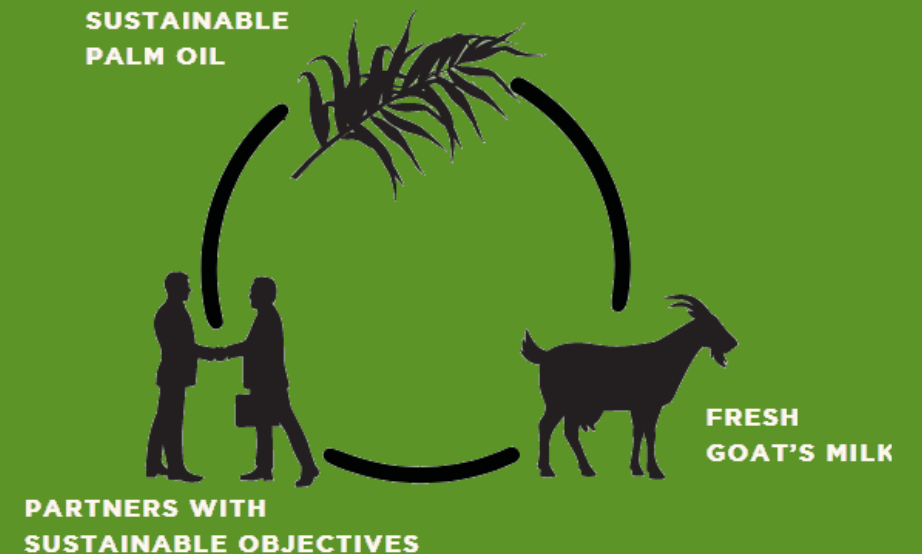 SUSTAINABLE
PALM OIL
FRESH
GOAT'S MILK
PARTNERS WITH
SUSTAINABLE OBJECTIVES